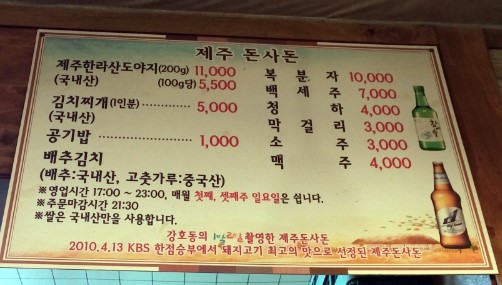 제주 돈사돈
제주한라산도야지(200g) 11,000
(국내산) (100g당) 5,500
김치찌개(1인분) ·············· 5,000
(국내산)
공기밥 ·················· 1,000
배추김치
(배추:국내산, 고춧가루:중국산)
※영업시간 17:00 ~ 23:00, 매월 첫째, 셋째주 일요일은 쉽니다.
※주문마감시간 21:30
※쌀은 국내산만을 사용합니다.
복 분 자 10,000
백 세 주 7,000
청 하 4,000
막 걸 리 3,000
소 주 3,000
맥 주 4,000
강호동의 1박2일 촬영한 제주돈사돈
2010.4.13 KBS 한점승부에서 돼지고기 최고의 맛으로 선정된 제주돈사돈